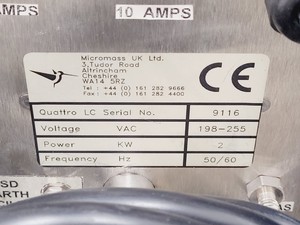 AMPS
10 AMPS
Micromass UK Ltd.
3,Tudor Road
Altrincham
Cheshire
WA14 5RZ
Tel : +44 (0) 161 282 9666
Fax : +44 (0) 161 282 4400
CE
Quattro LC Serial No. 9116
Voltage VAC 198-255
Power KW 2
Frequency Hz 50/60